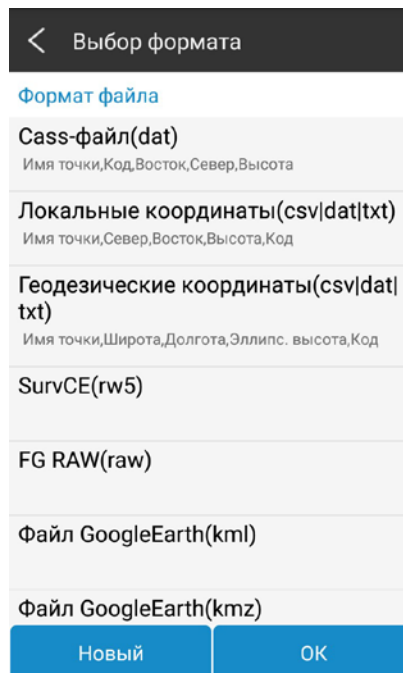 Выбор формата
Формат файла
Cass-файл(dat)
Имя точки,Код,Восток,Север,Высота
Локальные координаты(csv|dat|txt)
Имя точки,Север,Восток,Высота,Код
Геодезические координаты(csv|dat|
txt)
Имя точки,Широта,Долгота,Эллипс. высота,Код
SurvCE(rw5)
FG RAW(raw)
Файл GoogleEarth(kml)
Файл GoogleEarth(kmz)
Новый
ОК